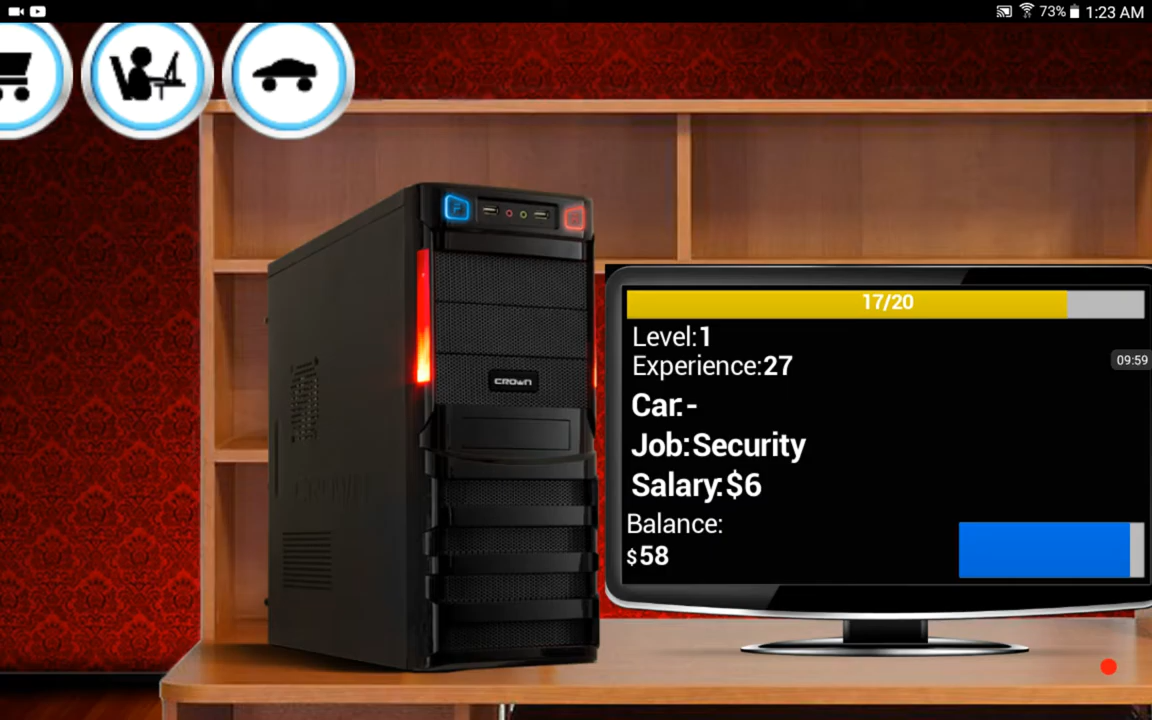 73% 1:23 AM
17/20
Level:1
Experience:27
09:59
CROWN
Car:-
Job:Security
Salary:$6
Balance:
$58